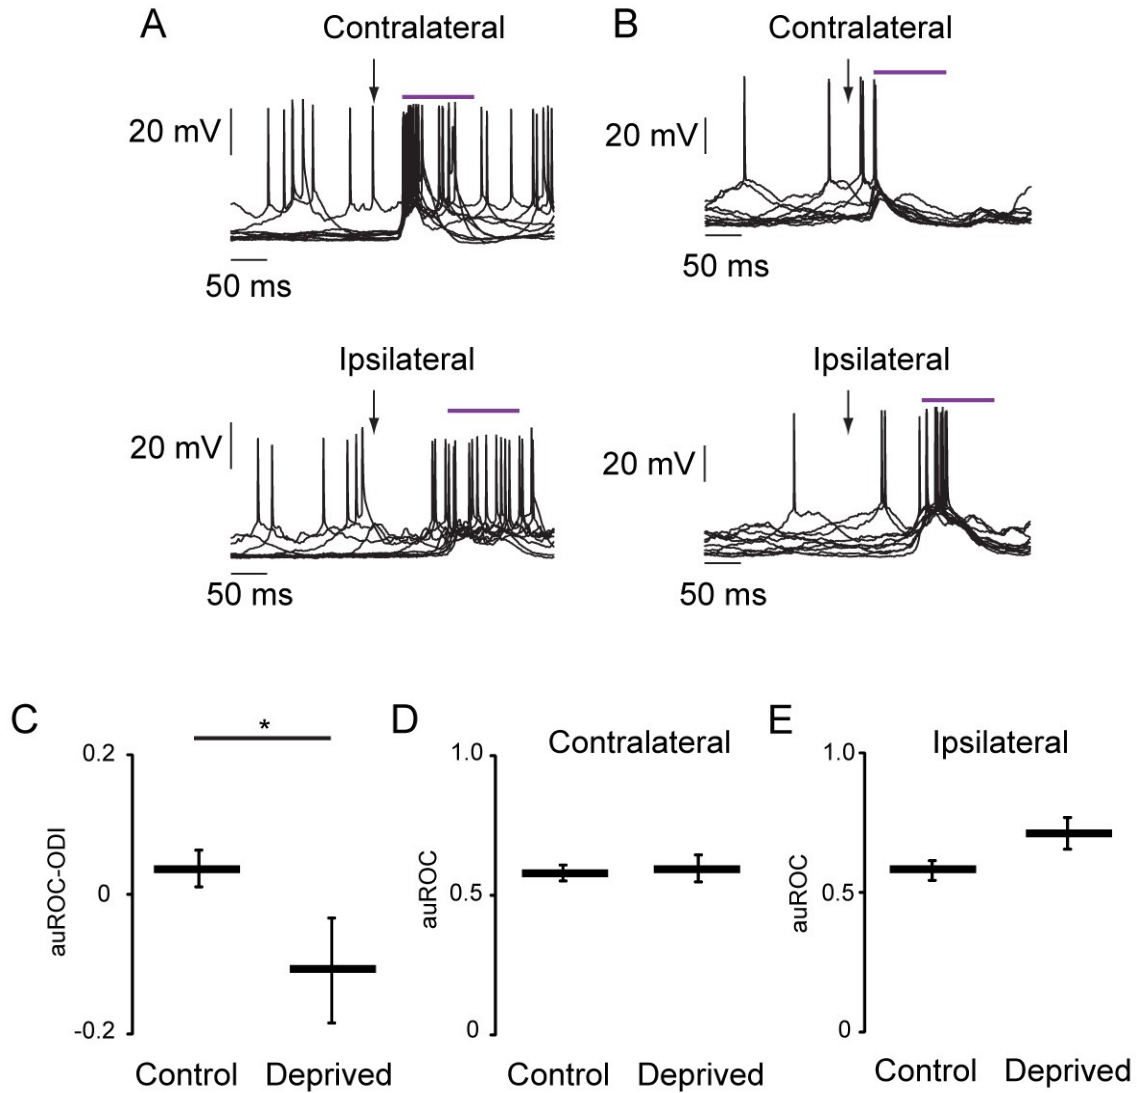 A
Contralateral
20 mV
50 ms
Ipsilateral
20 mV
50 ms
B
Contralateral
20 mV
50 ms
Ipsilateral
20 mV
50 ms
C
*
0.2
0
-0.2
auROC-ODI
Control Deprived
D
Contralateral
1.0
0.5
0
auROC
Control Deprived
E
Ipsilateral
1.0
0.5
0
auROC
Control Deprived